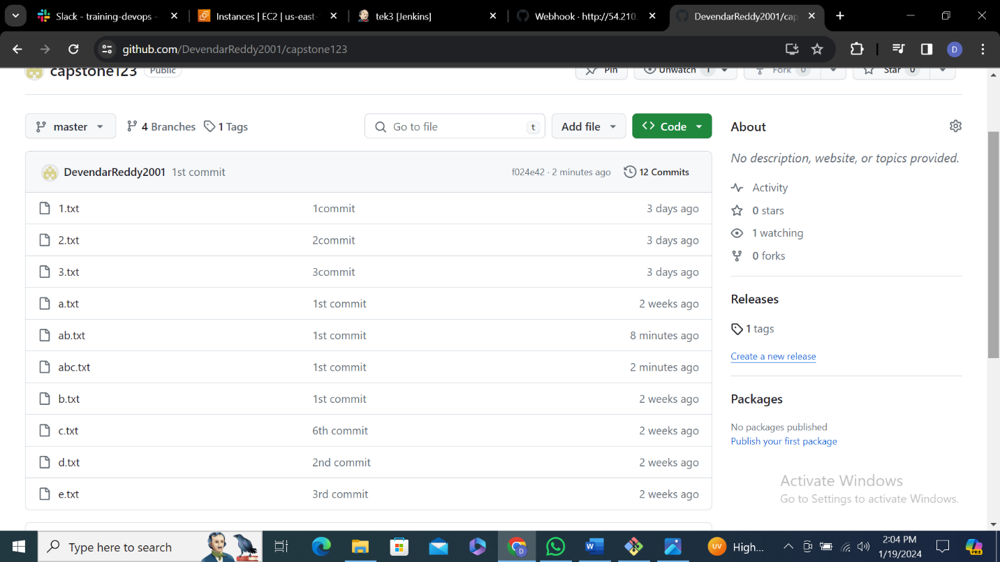 Slack - training-devops -
Instances | EC2 | us-east-
tek3 [Jenkins]
Webhook · http://54.210.
DevendarReddy2001/cap
github.com/DevendarReddy2001/capstone123
D
capstone123 Public
Pin Unwatch 1 Fork 0 Star 0
master 4 Branches 1 Tags Go to file t Add file Code
DevendarReddy2001 1st commit f024e42 · 2 minutes ago 12 Commits
1.txt 1commit 3 days ago
2.txt 2commit 3 days ago
3.txt 3commit 3 days ago
a.txt 1st commit 2 weeks ago
ab.txt 1st commit 8 minutes ago
abc.txt 1st commit 2 minutes ago
b.txt 1st commit 2 weeks ago
c.txt 6th commit 2 weeks ago
d.txt 2nd commit 2 weeks ago
e.txt 3rd commit 2 weeks ago
About
No description, website, or topics provided.
Activity
0 stars
1 watching
0 forks
Releases
1 tags
Create a new release
Packages
No packages published
Publish your first package
Activate Windows
Go to Settings to activate Windows.
Type here to search
D
W
UV
High...
2:04 PM
1/19/2024
PRE